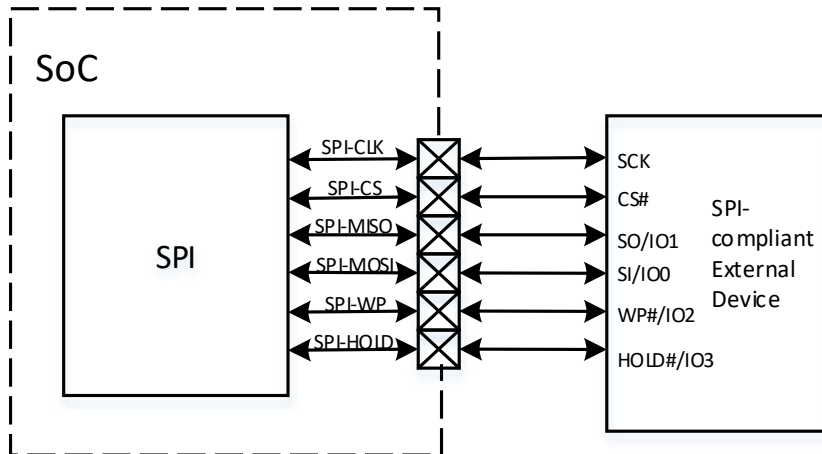 SoC
SPI
SPI-CLK
SPI-CS
SPI-MISO
SPI-MOSI
SPI-WP
SPI-HOLD
SCK
CS#
SO/IO1
SI/IO0
WP#/IO2
HOLD#/IO3
SPI-
compliant
External
Device